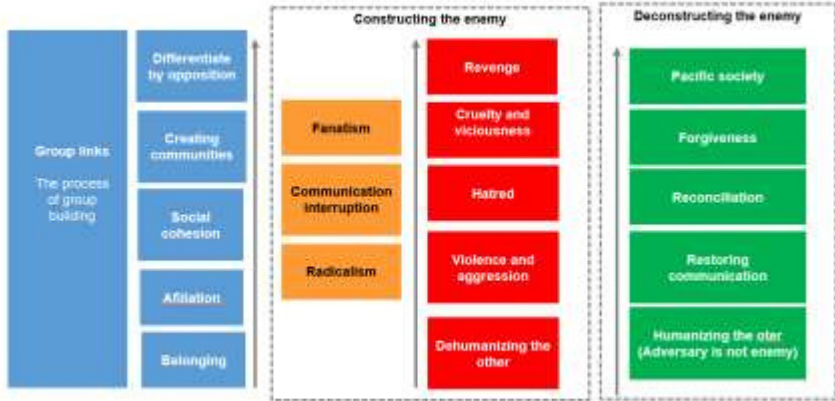 Constructing the enemy
Deconstructing the enemy
Group links
The process
of group
building
Differentiate
by opposition
Creating
communities
Social
cohesion
Afiliation
Belonging
Fanatism
Communication
interruption
Radicalism
Revenge
Cruelty and
viciousness
Hatred
Violence and
aggression
Dehumanizing the
other
Pacific society
Forgiveness
Reconciliation
Restoring
communication
Humanizing the oter
(Adversary is not enemy)